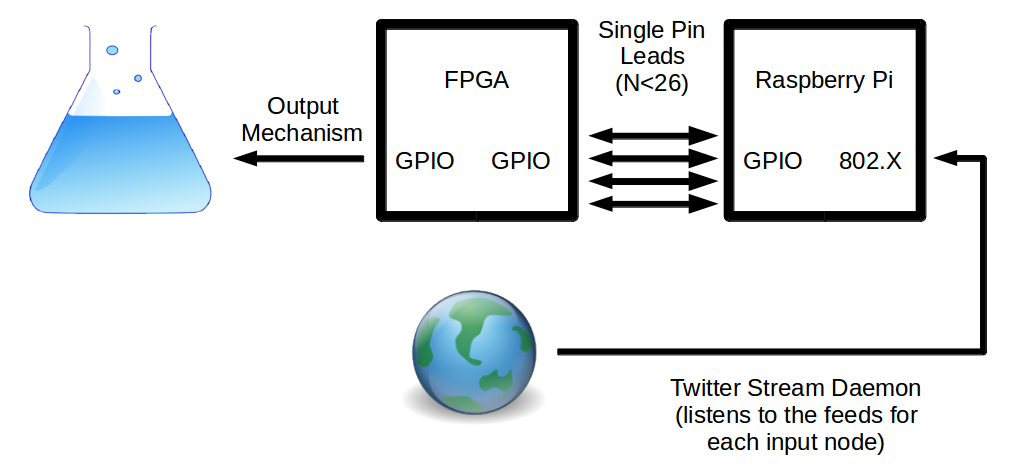 Single Pin
Leads
(N<26)
FPGA
Raspberry Pi
Output
Mechanism
GPIO GPIO
GPIO 802.X
Twitter Stream Daemon
(listens to the feeds for
each input node)